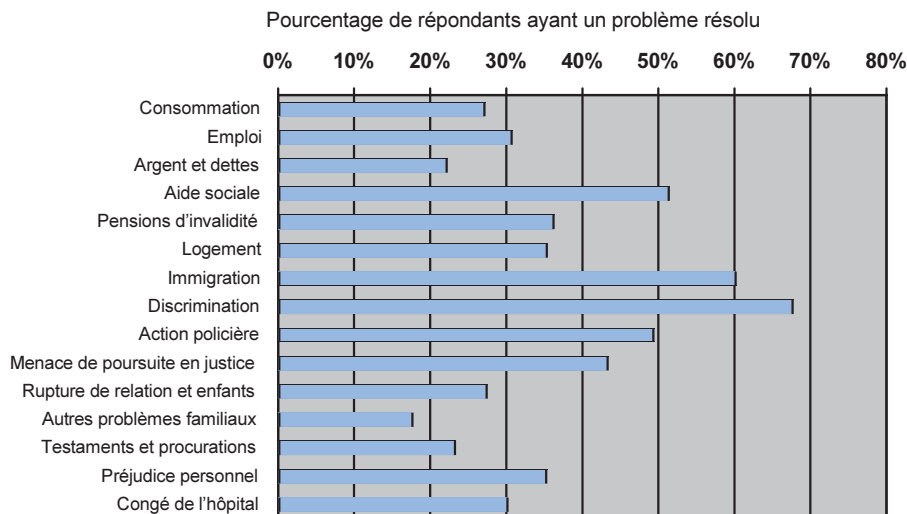 Pourcentage de répondants ayant un problème résolu
0% 10% 20% 30% 40% 50% 60% 70% 80%
Consommation
Emploi
Argent et dettes
Aide sociale
Pensions d’invalidité
Logement
Immigration
Discrimination
Action policière
Menace de poursuite en justice
Rupture de relation et enfants
Autres problèmes familiaux
Testaments et procurations
Préjudice personnel
Congé de l’hôpital